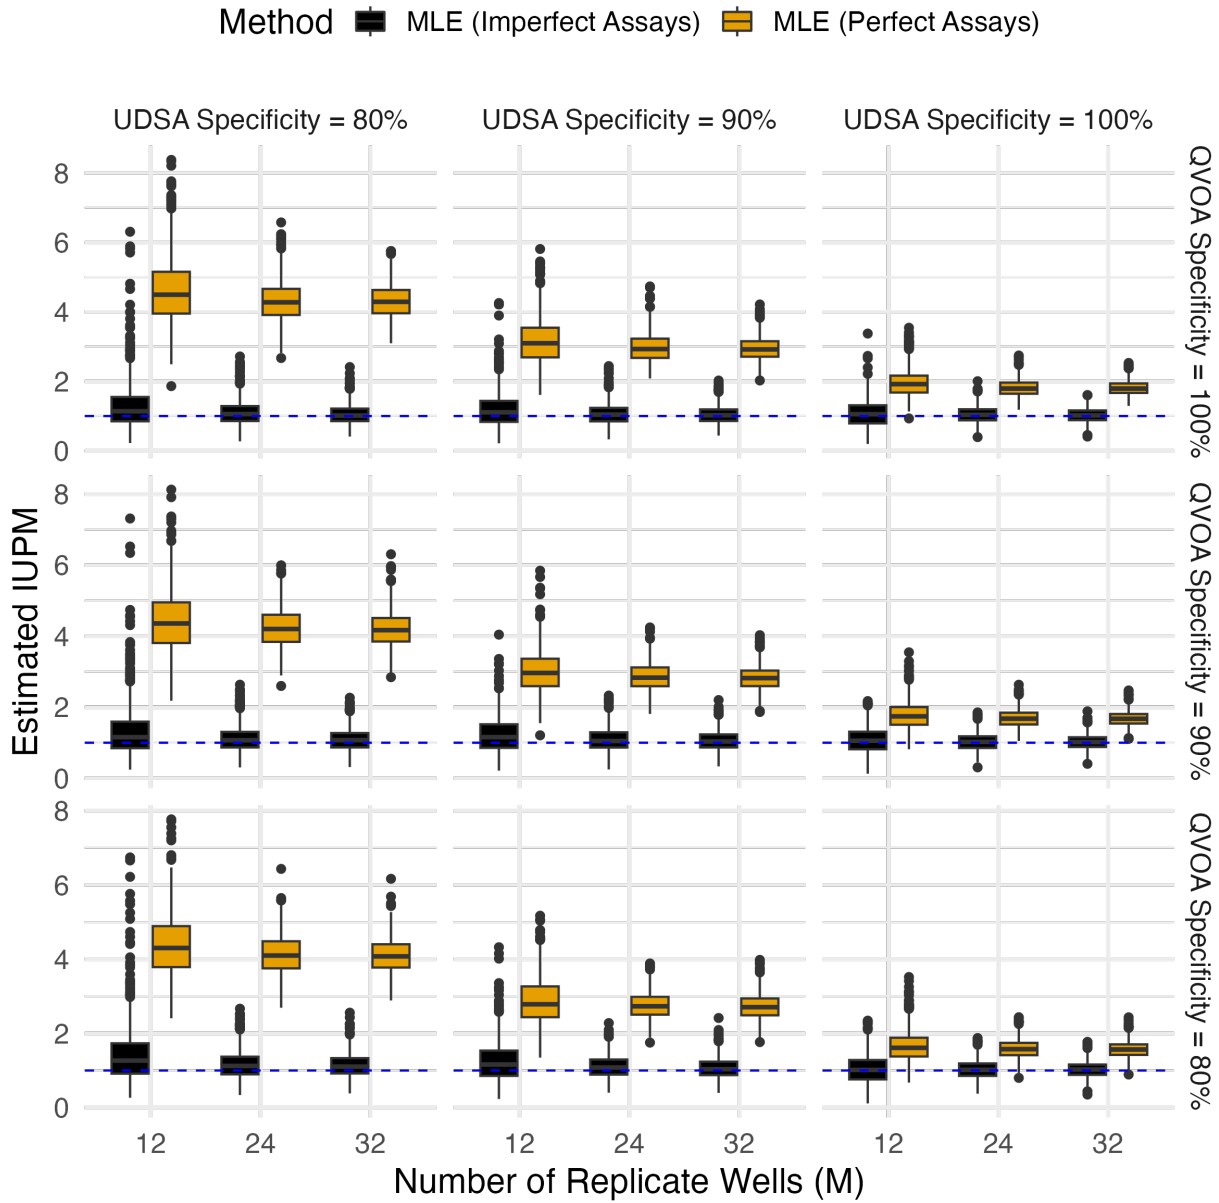 Method MLE (Imperfect Assays) MLE (Perfect Assays)
UDSA Specificity = 80% UDSA Specificity = 90% UDSA Specificity = 100%
Estimated IUPM
8
6
4
2
0
QVOA Specificity = 100%
8
6
4
2
0
QVOA Specificity = 90%
8
6
4
2
0
QVOA Specificity = 80%
12 24 32 12 24 32 12 24 32
Number of Replicate Wells (M)